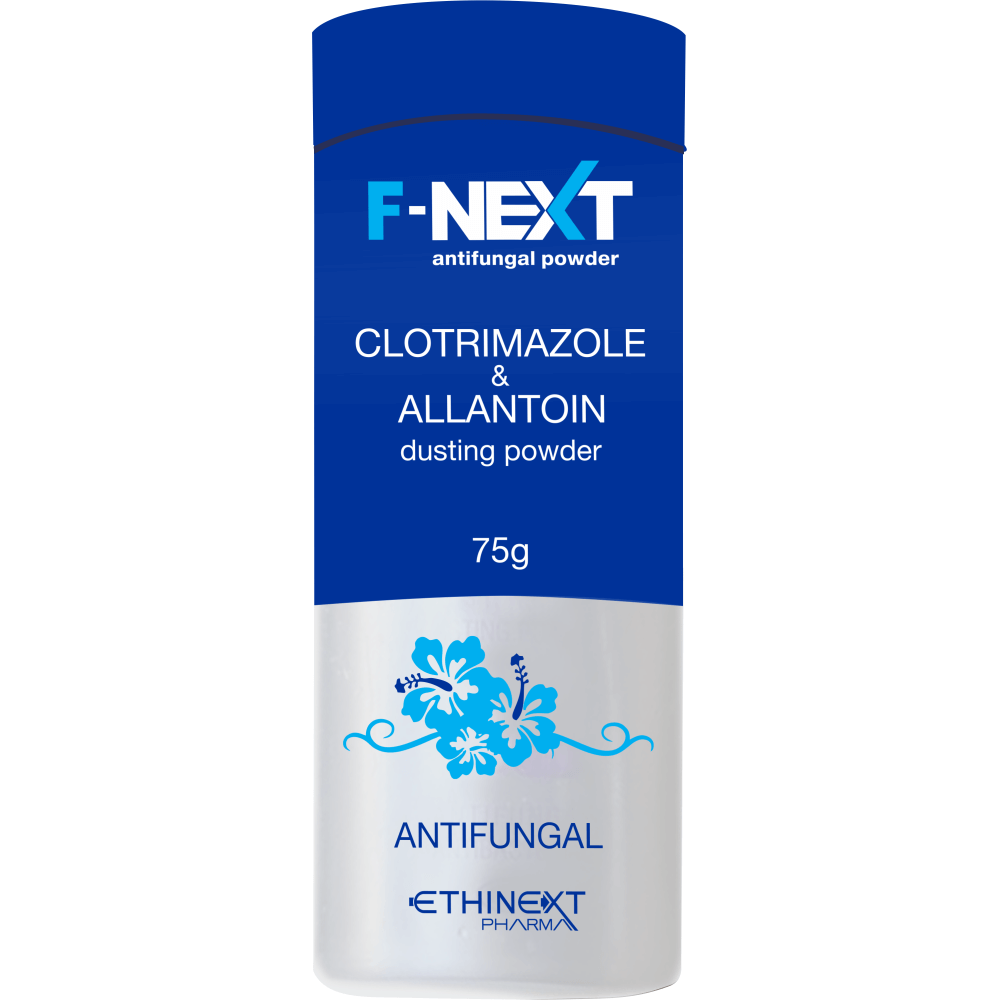 F-NEXT
antifungal powder
CLOTRIMAZOLE
&
ALLANTOIN
dusting powder
75g
ANTIFUNGAL
ETHINEXT
PHARMA